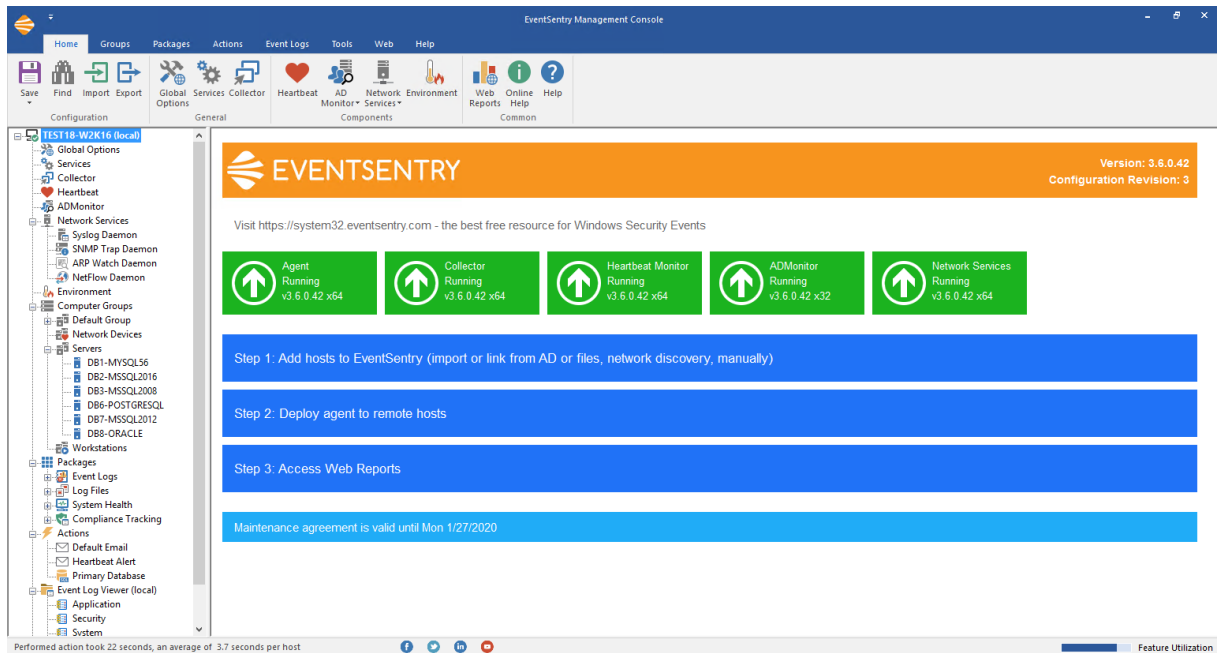 EventSentry Management Console
Home Groups Packages Actions Event Logs Tools Web Help
Save Find Import Export Global Options Services Collector Heartbeat AD Monitor Network Services Environment Web Reports Online Help Help
Configuration General Components Common
TEST18-W2K16 (local)
Global Options
Services
Collector
Heartbeat
ADMonitor
Network Services
Syslog Daemon
SNMP Trap Daemon
ARP Watch Daemon
NetFlow Daemon
Environment
Computer Groups
Default Group
Network Devices
Servers
DB1-MYSQL56
DB2-MSSQL2016
DB3-MSSQL2008
DB6-POSTGRESQL
DB7-MSSQL2012
DB8-ORACLE
Workstations
Packages
Event Logs
Log Files
System Health
Compliance Tracking
Actions
Default Email
Heartbeat Alert
Primary Database
Event Log Viewer (local)
Application
Security
System
EVENTSENTRY
Version: 3.6.0.42
Configuration Revision: 3
Visit https://system32.eventsentry.com - the best free resource for Windows Security Events
Agent
Running
v3.6.0.42 x64
Collector
Running
v3.6.0.42 x64
Heartbeat Monitor
Running
v3.6.0.42 x64
ADMonitor
Running
v3.6.0.42 x32
Network Services
Running
v3.6.0.42 x64
Step 1: Add hosts to EventSentry (import or link from AD or files, network discovery, manually)
Step 2: Deploy agent to remote hosts
Step 3: Access Web Reports
Maintenance agreement is valid until Mon 1/27/2020
Performed action took 22 seconds, an average of 3.7 seconds per host
Feature Utilization